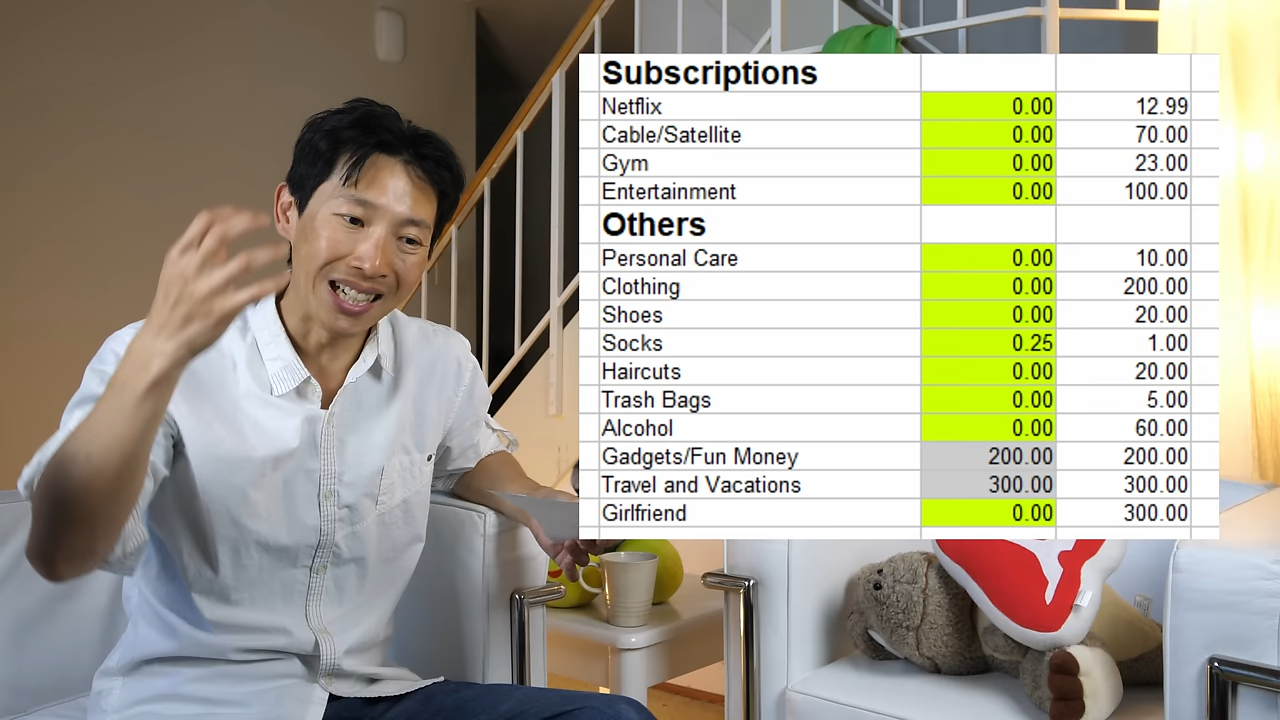 Subscriptions
Netflix 0.00 12.99
Cable/Satellite 0.00 70.00
Gym 0.00 23.00
Entertainment 0.00 100.00
Others
Personal Care 0.00 10.00
Clothing 0.00 200.00
Shoes 0.00 20.00
Socks 0.25 1.00
Haircuts 0.00 20.00
Trash Bags 0.00 5.00
Alcohol 0.00 60.00
Gadgets/Fun Money 200.00 200.00
Travel and Vacations 300.00 300.00
Girlfriend 0.00 300.00